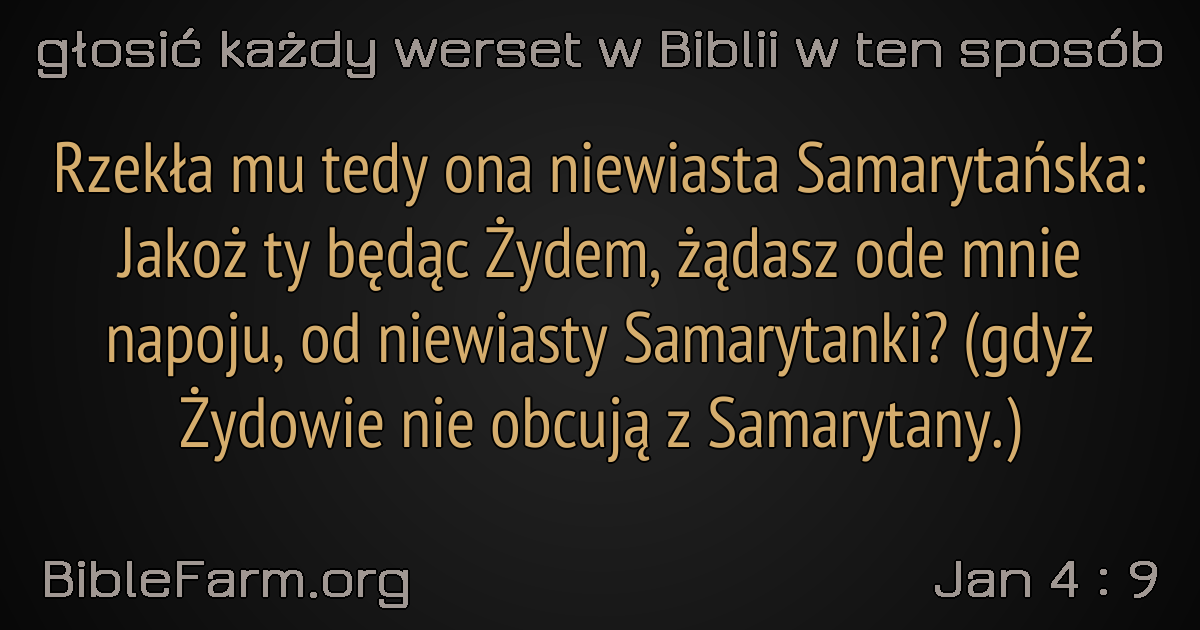 głosić każdy werset w Biblii w ten sposób
Rzekła mu tedy ona niewiasta Samarytańska:
Jakoż ty będąc Żydem, żądasz ode mnie
napoju, od niewiasty Samarytanki? (gdyż
Żydowie nie obcują z Samarytany.)
BibleFarm.org
Jan 4 : 9